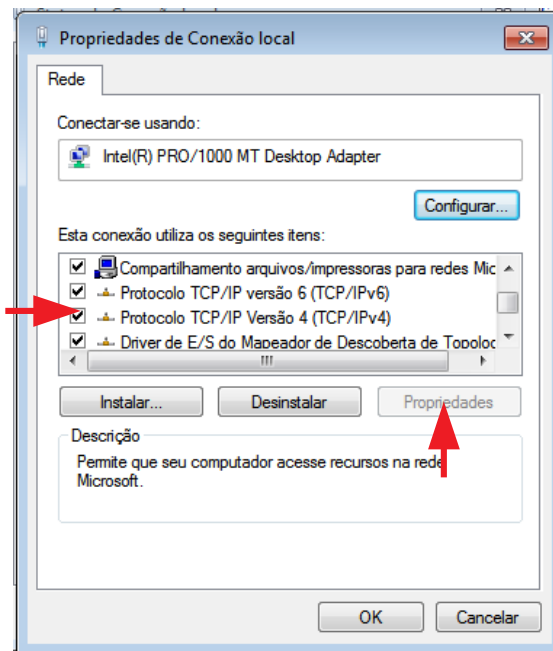 Propriedades de Conexão local
Rede
Conectar-se usando:
Intel(R) PRO/1000 MT Desktop Adapter
Configurar...
Esta conexão utiliza os seguintes itens:
Compartilhamento arquivos/impressoras para redes Mic
Protocolo TCP/IP versão 6 (TCP/IPv6)
Protocolo TCP/IP Versão 4 (TCP/IPv4)
Driver de E/S do Mapeador de Descoberta de Topoloc
Instalar...
Desinstalar
Propriedades
Descrição
Permite que seu computador acesse recursos na rede
Microsoft.
OK
Cancelar